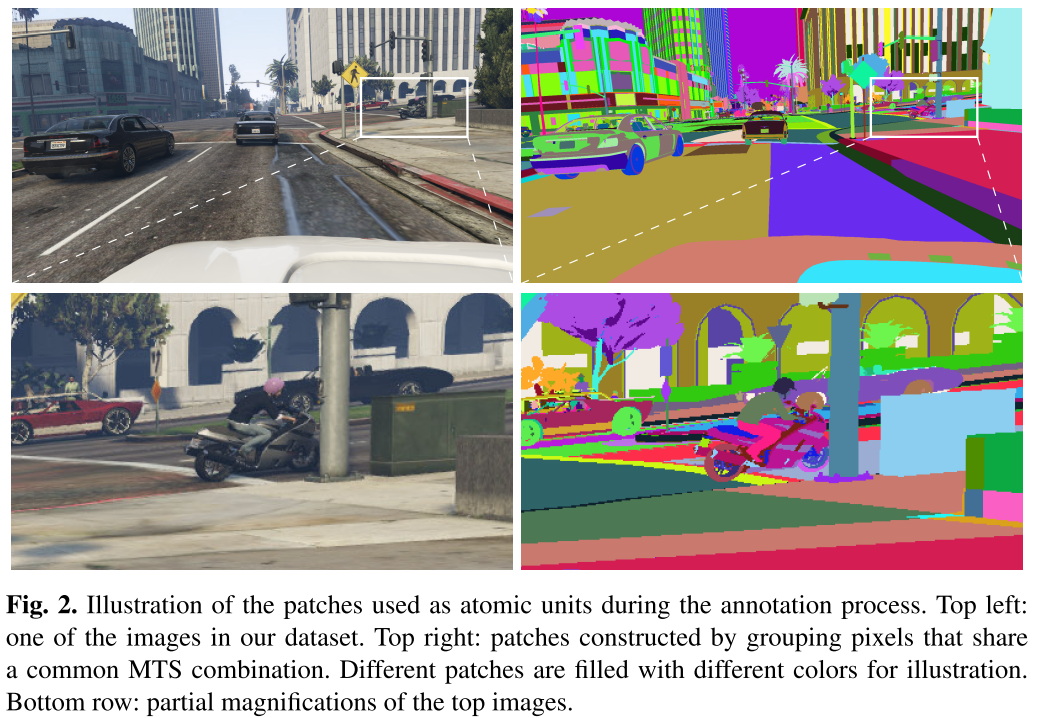 Fig. 2. Illustration of the patches used as atomic units during the annotation process. Top left:
one of the images in our dataset. Top right: patches constructed by grouping pixels that share
a common MTS combination. Different patches are filled with different colors for illustration.
Bottom row: partial magnifications of the top images.